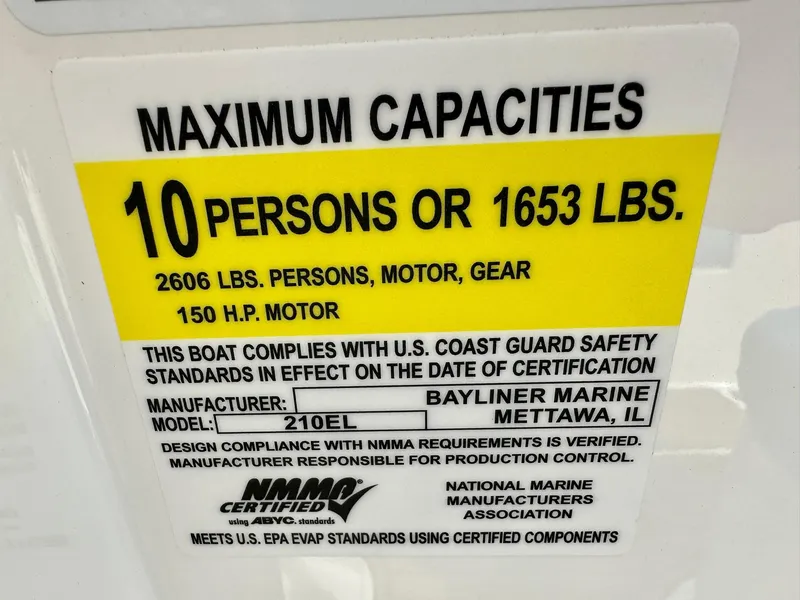 MAXIMUM CAPACITIES
10 PERSONS OR 1653 LBS.
2606 LBS. PERSONS, MOTOR, GEAR
150 H.P. MOTOR
THIS BOAT COMPLIES WITH U.S. COAST GUARD SAFETY
STANDARDS IN EFFECT ON THE DATE OF CERTIFICATION
MANUFACTURER: BAYLINER MARINE
MODEL: 210EL METTAWA, IL
DESIGN COMPLIANCE WITH NMMA REQUIREMENTS IS VERIFIED.
MANUFACTURER RESPONSIBLE FOR PRODUCTION CONTROL.
NMMA®
CERTIFIED
using ABYC. standards
NATIONAL MARINE
MANUFACTURERS
ASSOCIATION
MEETS U.S. EPA EVAP STANDARDS USING CERTIFIED COMPONENTS